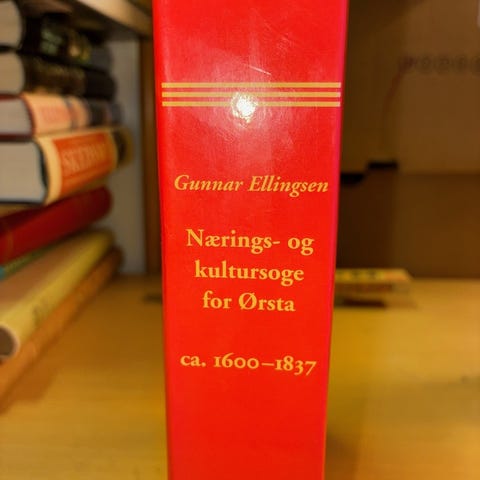 Gunnar Ellingsen
Nærings- og
kultursoge
for Ørsta
ca. 1600–1837